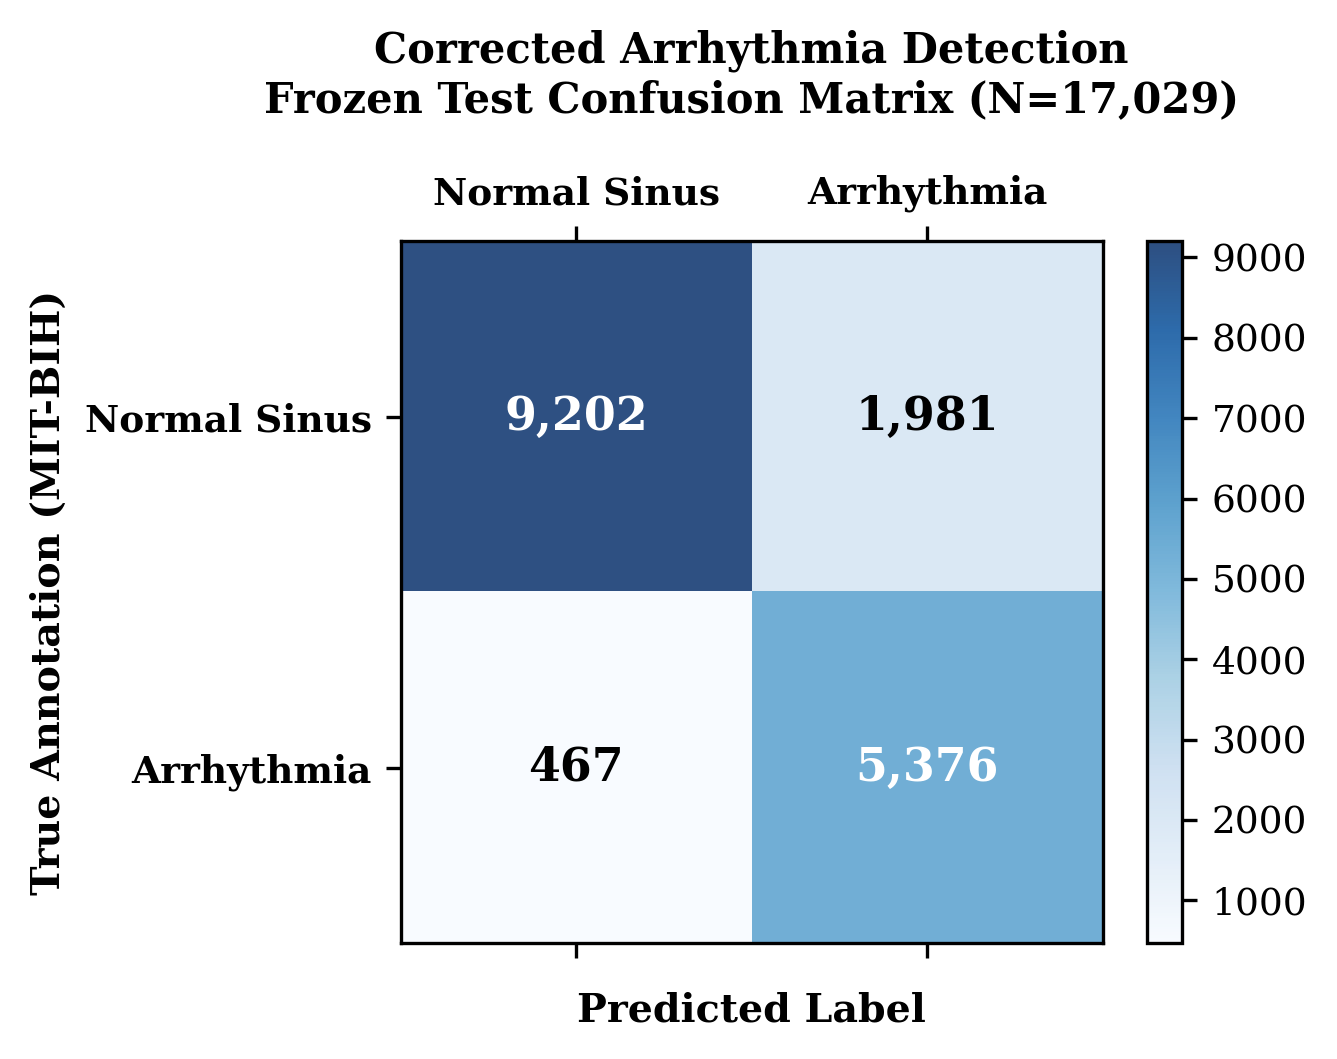 Corrected Arrhythmia Detection
Frozen Test Confusion Matrix (N=17,029)
Normal Sinus Arrhythmia
True Annotation (MIT-BIH)
Normal Sinus
9,202 1,981
Arrhythmia
467 5,376
Predicted Label
9000
8000
7000
6000
5000
4000
3000
2000
1000